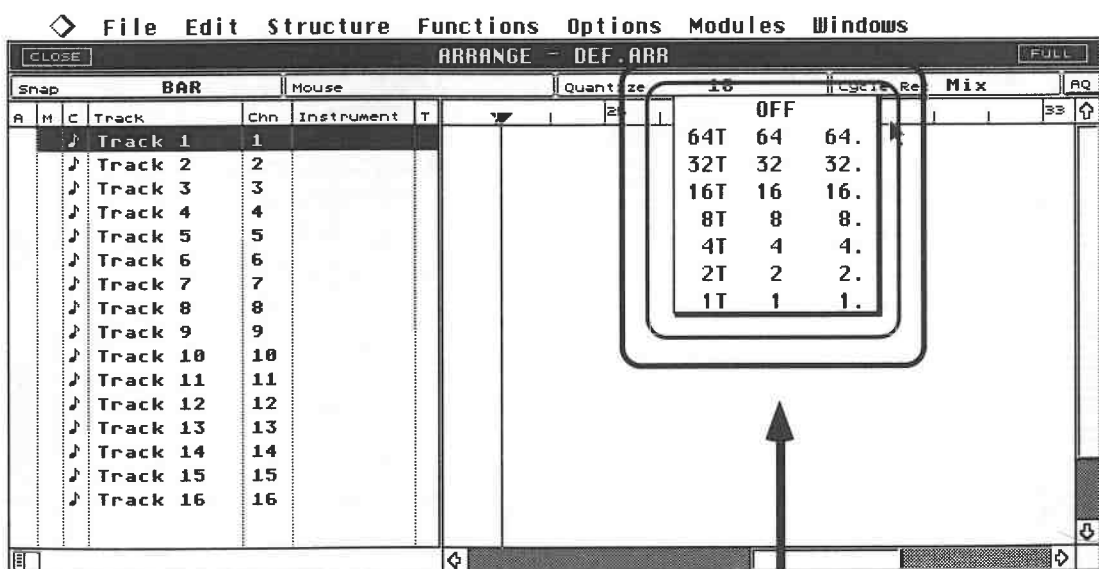 File Edit Structure Functions Options Modules Windows
CLOSE ARRANGE - DEF.ARR FULL
Snap BAR Mouse Quantize 16 Cycle Rec Mix AQ
A M C Track Chn Instrument T 33
OFF
Track 1 1
64T 64 64.
Track 2 2
32T 32 32.
Track 3 3
16T 16 16.
Track 4 4
8T 8 8.
Track 5 5
4T 4 4.
Track 6 6
2T 2 2.
Track 7 7
1T 1 1.
Track 8 8
Track 9 9
Track 10 10
Track 11 11
Track 12 12
Track 13 13
Track 14 14
Track 15 15
Track 16 16